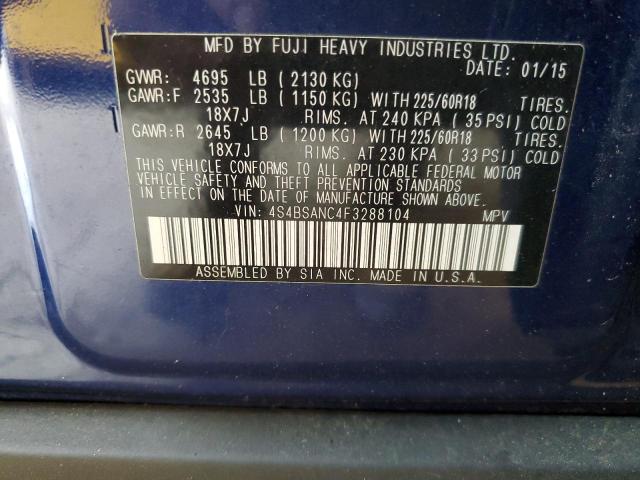 MFD BY FUJI HEAVY INDUSTRIES LTD.
DATE: 01/15
GVWR: 4695 LB ( 2130 KG)
GAWR:F 2535 LB ( 1150 KG) WITH 225/60R18 TIRES.
18X7J RIMS. AT 240 KPA ( 35 PSI) COLD
GAWR:R 2645 LB ( 1200 KG) WITH 225/60R18 TIRES.
18X7J RIMS. AT 230 KPA ( 33 PSI) COLD
THIS VEHICLE CONFORMS TO ALL APPLICABLE FEDERAL MOTOR
VEHICLE SAFETY AND THEFT PREVENTION STANDARDS
IN EFFECT ON THE DATE OF MANUFACTURE SHOWN ABOVE.
VIN: 4S4BSANC4F3288104 MPV
ASSEMBLED BY SIA INC. MADE IN U.S.A.